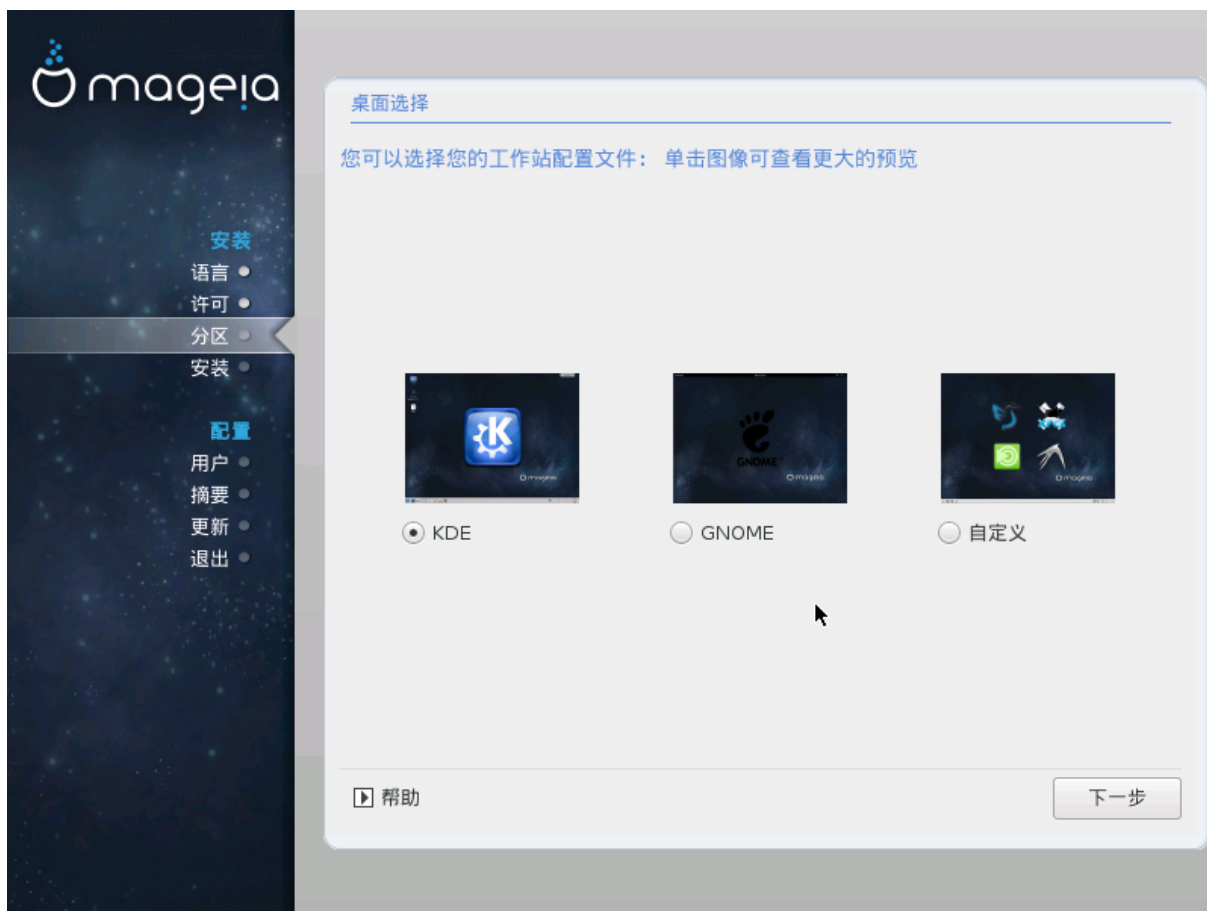 mageia
安装
语言
许可
分区
安装
配置
用户
摘要
更新
退出
桌面选择
您可以选择您的工作站配置文件： 单击图像可查看更大的预览
K
mageia
GNOME
mageia
mageia
KDE
GNOME
自定义
帮助
下一步